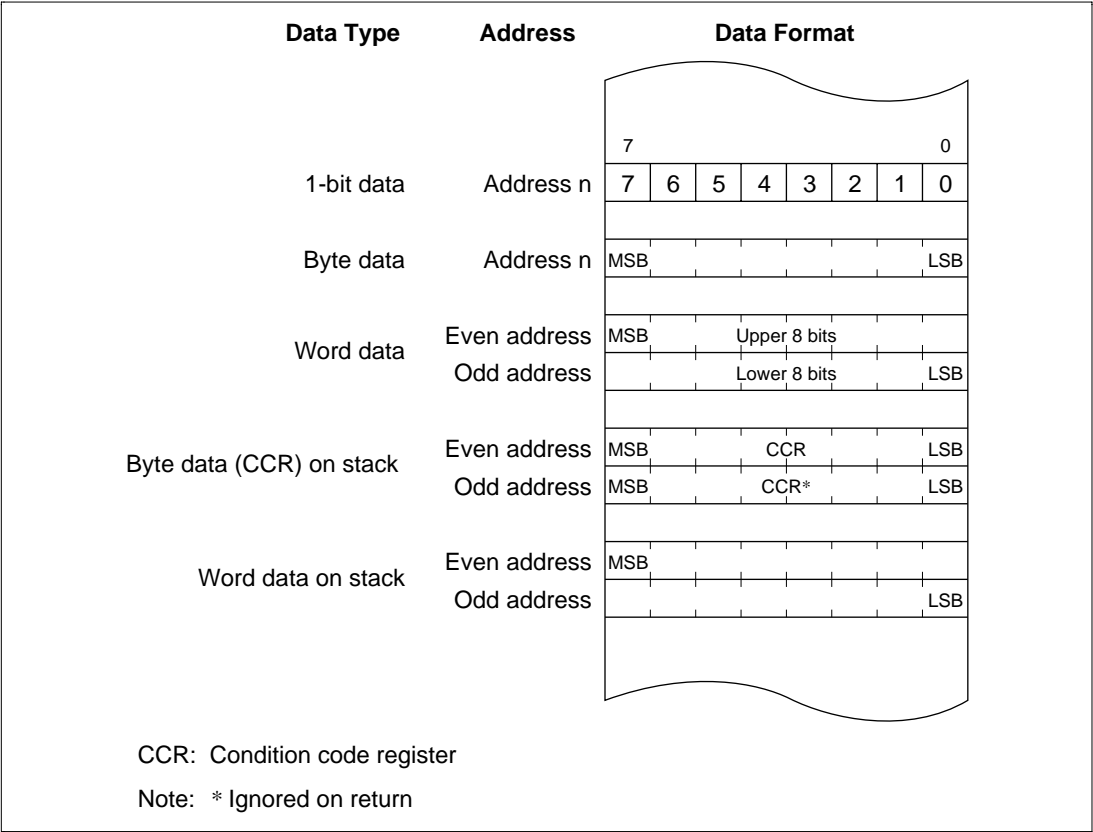 Data Type Address Data Format
7 0
1-bit data Address n 7 6 5 4 3 2 1 0
Byte data Address n MSB LSB
Word data Even address MSB Upper 8 bits
Odd address Lower 8 bits LSB
Byte data (CCR) on stack Even address MSB CCR LSB
Odd address MSB CCR* LSB
Word data on stack Even address MSB
Odd address LSB
CCR: Condition code register
Note: * Ignored on return